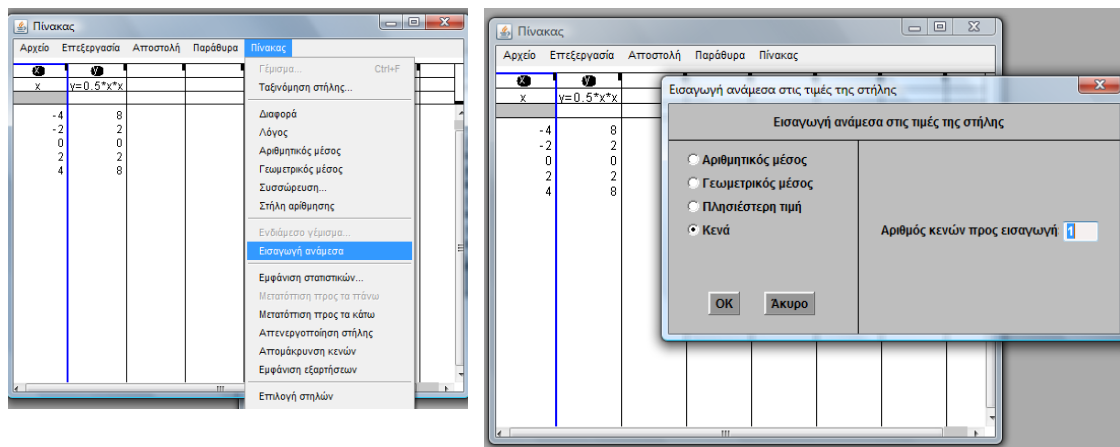 Πίνακας
Αρχείο Επεξεργασία Αποστολή Παράθυρα Πίνακας
x y
x y=0.5*x*x
-4 8
-2 2
0 0
2 2
4 8
Γέμισμα... Ctrl+F
Ταξινόμηση στήλης...
Διαφορά
Λόγος
Αριθμητικός μέσος
Γεωμετρικός μέσος
Συσσώρευση...
Στήλη αρίθμησης
Ενδιάμεσο γέμισμα...
Εισαγωγή ανάμεσα
Εμφάνιση στατιστικών...
Μετατόπιση προς τα πάνω
Μετατόπιση προς τα κάτω
Απενεργοποίηση στήλης
Απομάκρυνση κενών
Εμφάνιση εξαρτήσεων
Επιλογή στηλών
Πίνακας
Αρχείο Επεξεργασία Αποστολή Παράθυρα Πίνακας
x y
x y=0.5*x*x
-4 8
-2 2
0 0
2 2
4 8
Εισαγωγή ανάμεσα στις τιμές της στήλης
Εισαγωγή ανάμεσα στις τιμές της στήλης
Αριθμητικός μέσος
Γεωμετρικός μέσος
Πλησιέστερη τιμή
Κενά
Αριθμός κενών προς εισαγωγή: 1
OK Άκυρο